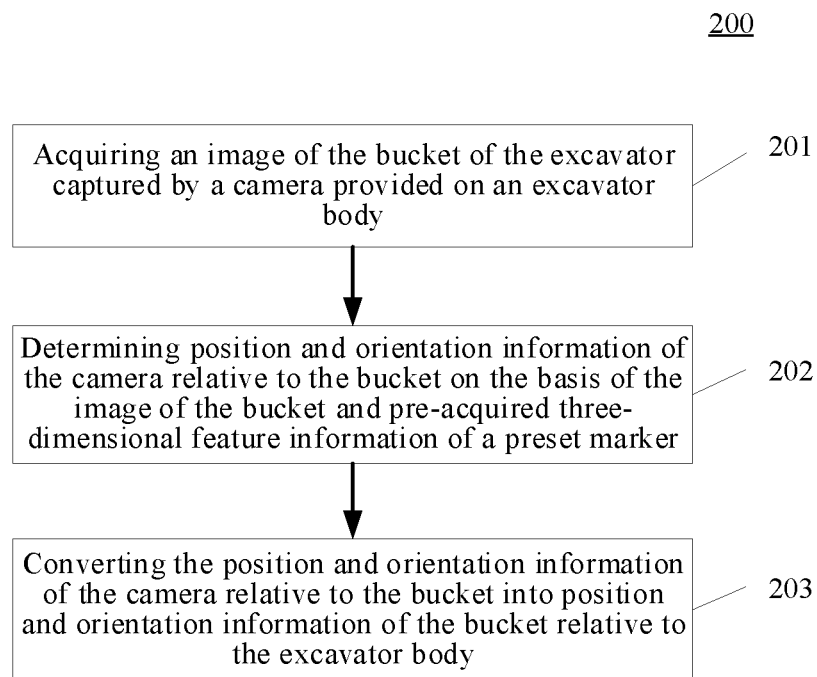 200
Acquiring an image of the bucket of the excavator
captured by a camera provided on an excavator
body
201
Determining position and orientation information of
the camera relative to the bucket on the basis of the
image of the bucket and pre-acquired three-
dimensional feature information of a preset marker
202
Converting the position and orientation information
of the camera relative to the bucket into position
and orientation information of the bucket relative to
the excavator body
203